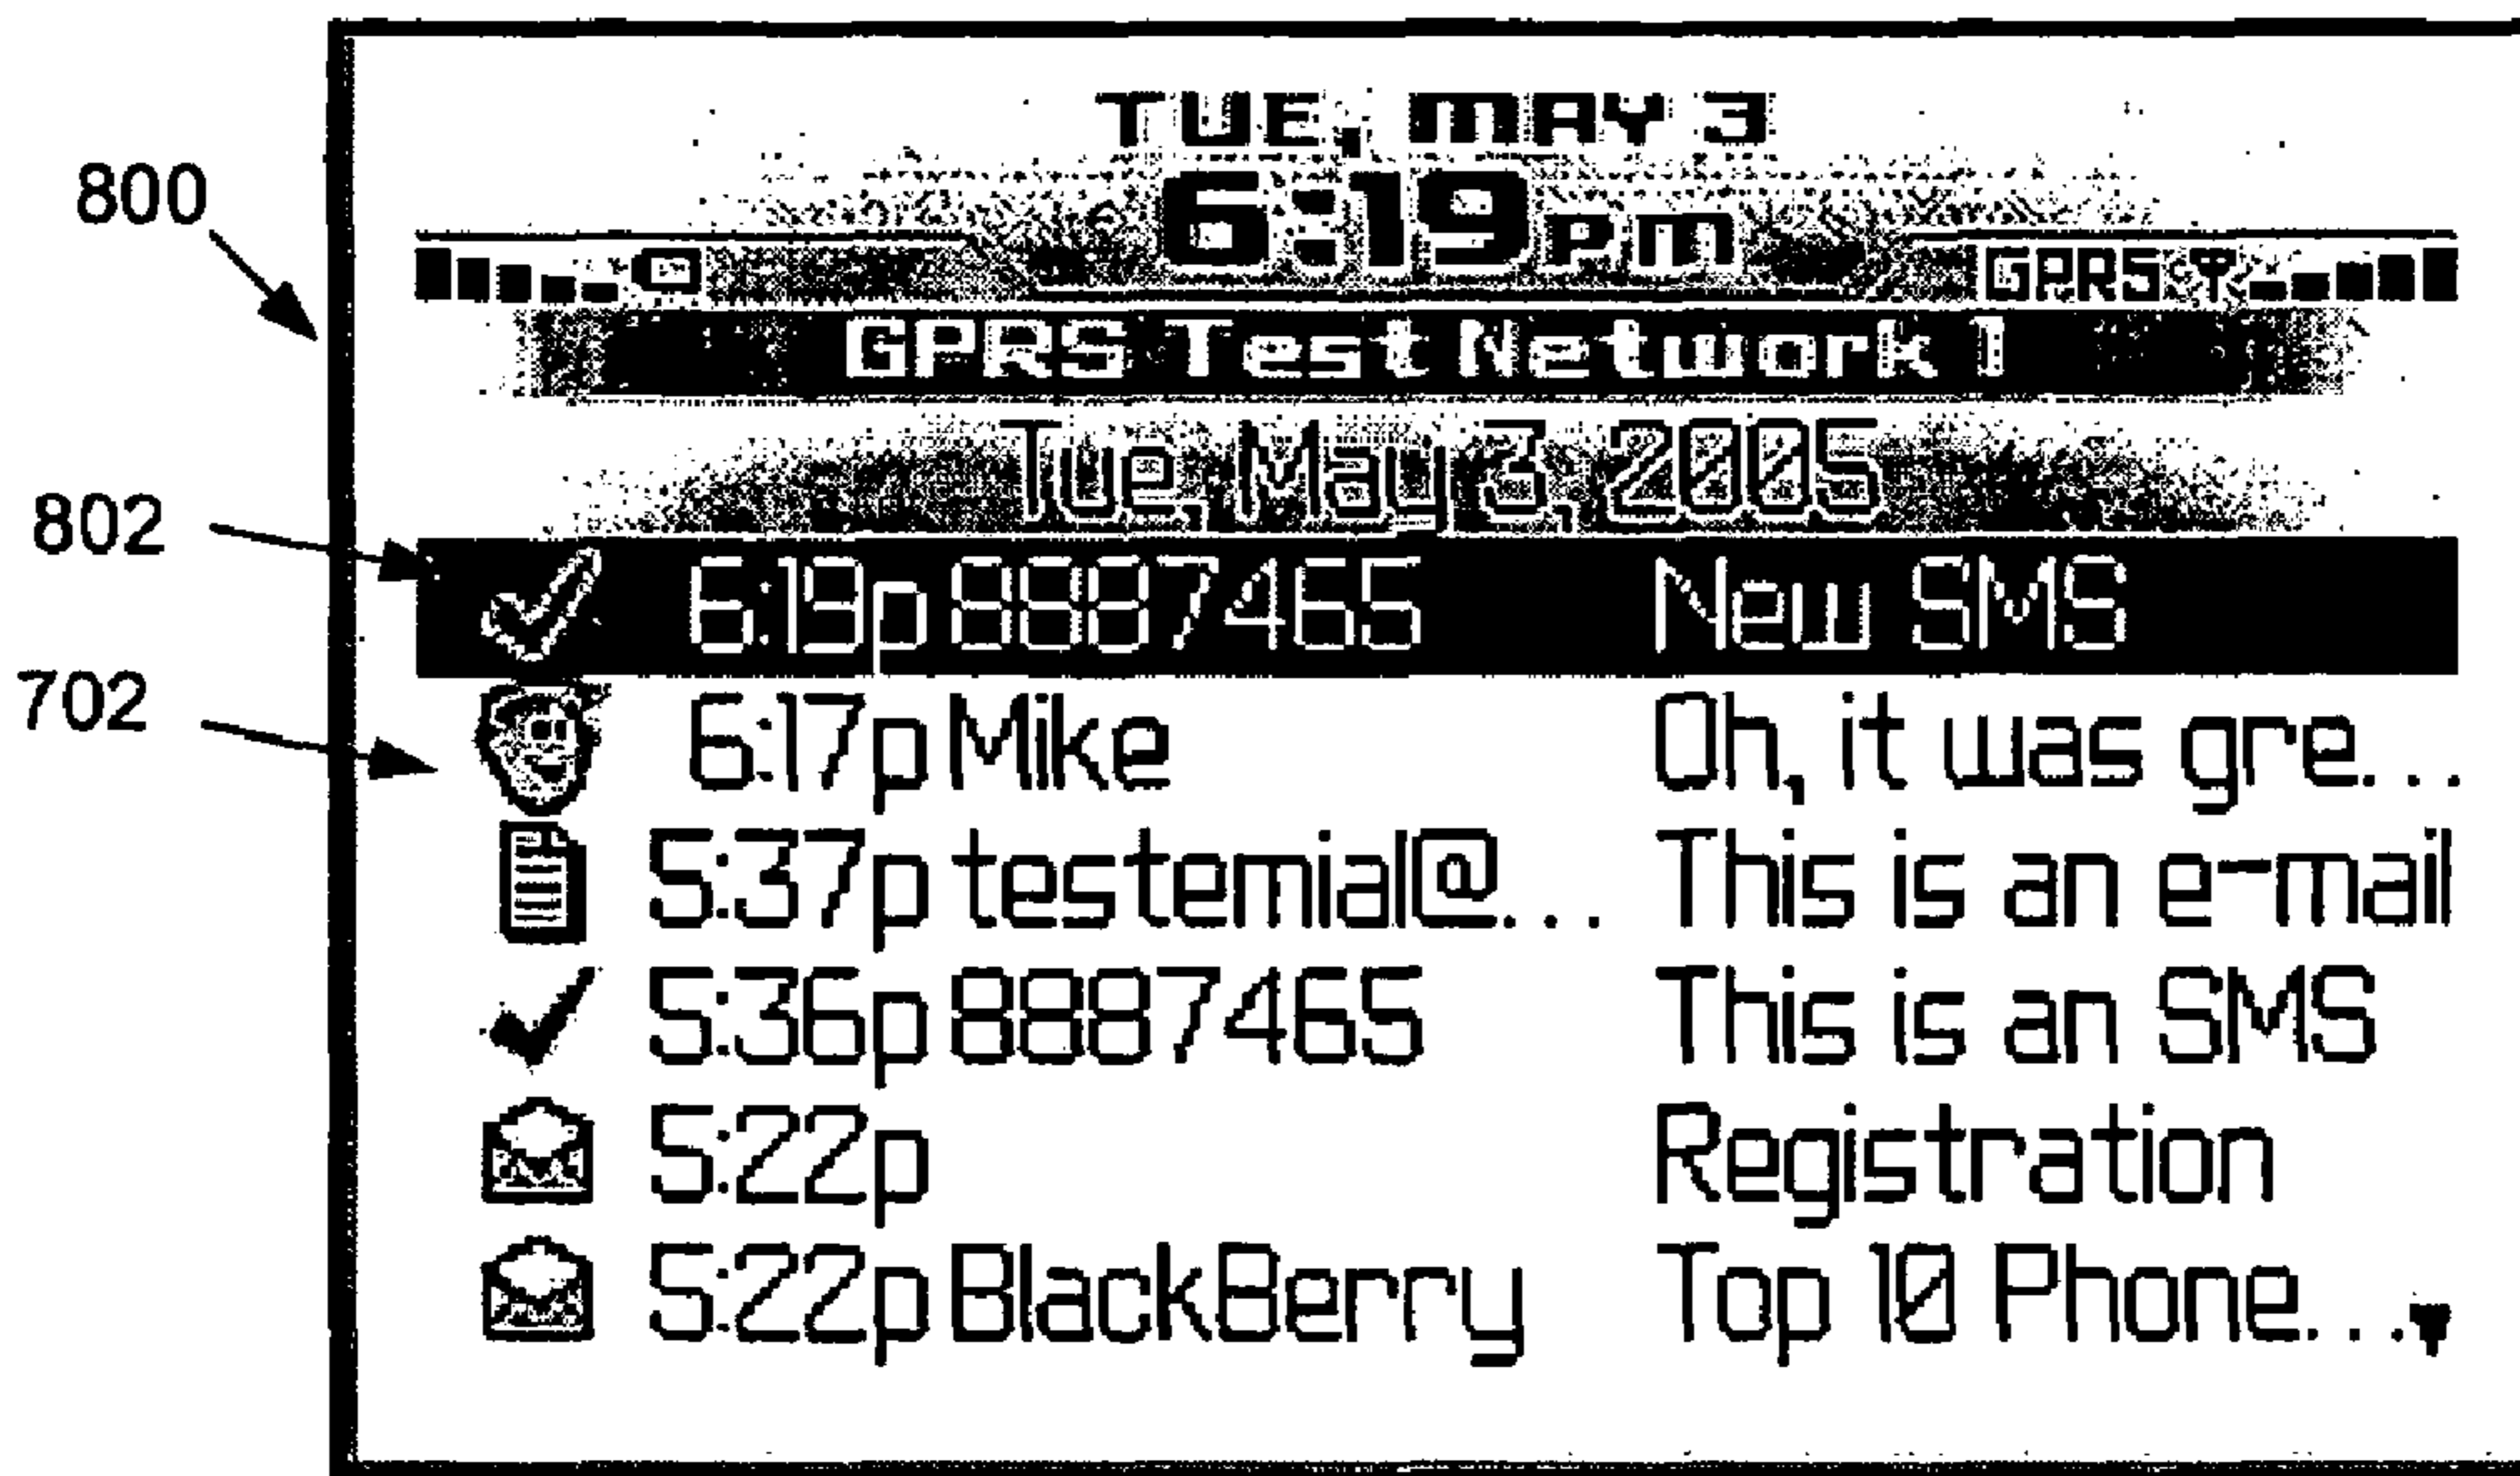 TUE, MAY 3
800
6:19pm
GPRS
GPRS Test Network 1
Tue, May 3, 2005
802
6:19p 8887465 New SMS
702
6:17p Mike Oh, it was gre...
5:37p testemial@... This is an e-mail
5:36p 8887465 This is an SMS
5:22p Registration
5:22p BlackBerry Top 10 Phone...